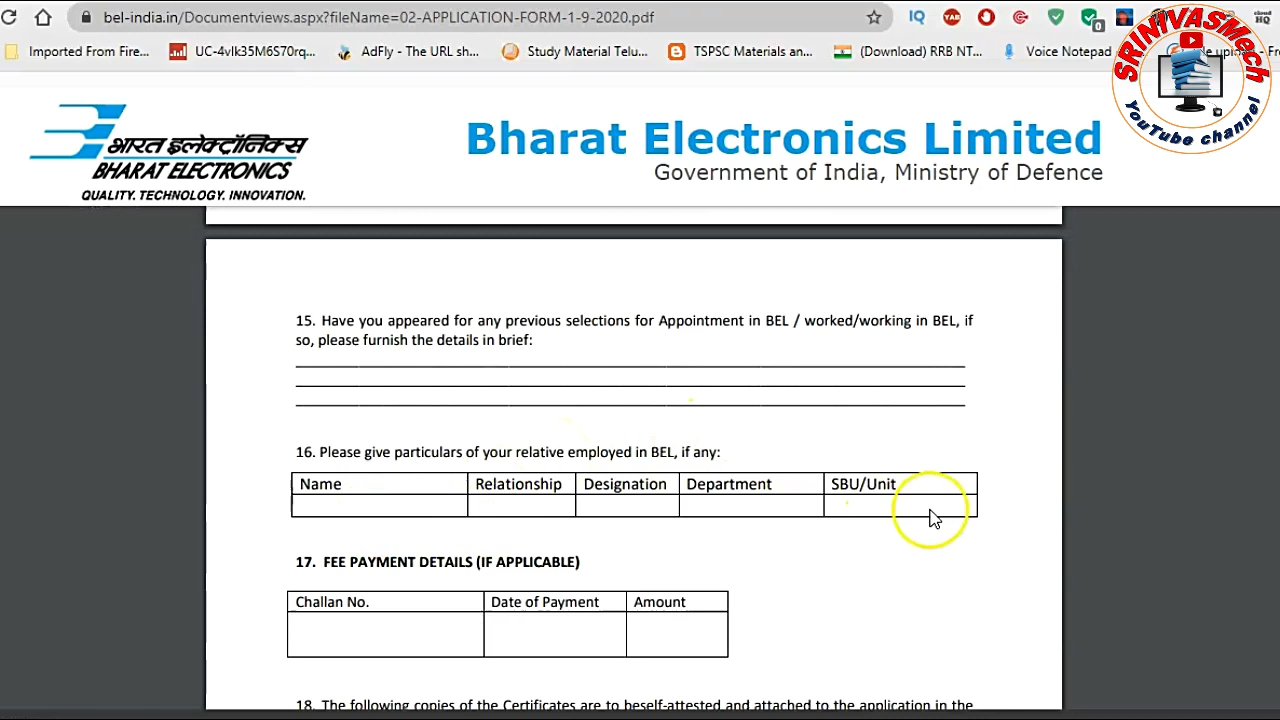 bel-india.in/Documentviews.aspx?fileName=02-APPLICATION-FORM-1-9-2020.pdf
Imported From Fire...
UC-4vlk35M6S70rq...
AdFly - The URL sh...
Study Material Telu...
TSPSC Materials an...
(Download) RRB NT...
Voice Notepad
SRINIVASMech
YouTube channel
भारत इलेक्ट्रॉनिक्स
BHARAT ELECTRONICS
QUALITY. TECHNOLOGY. INNOVATION.
Bharat Electronics Limited
Government of India, Ministry of Defence
15. Have you appeared for any previous selections for Appointment in BEL / worked/working in BEL, if
so, please furnish the details in brief:
16. Please give particulars of your relative employed in BEL, if any:
Name Relationship Designation Department SBU/Unit
17. FEE PAYMENT DETAILS (IF APPLICABLE)
Challan No. Date of Payment Amount
18. The following copies of the Certificates are to beself-attested and attached to the application in the